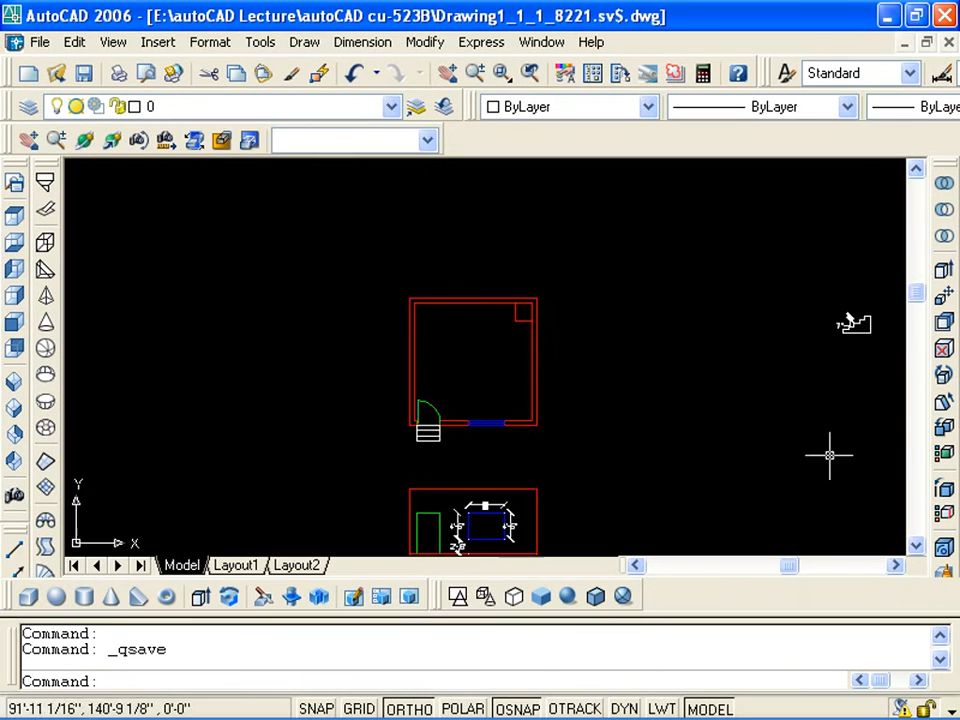 AutoCAD 2006 - [E:\autoCAD Lecture\autoCAD cu-523B\Drawing1_1_1_8221.sv$.dwg]
File Edit View Insert Format Tools Draw Dimension Modify Express Window Help
Standard
0 ByLayer ByLayer ByLaye
Y
X
Model Layout1 Layout2
Command:
Command: _qsave
Command:
91'-11 1/16", 140'-9 1/8" , 0'-0" SNAP GRID ORTHO POLAR OSNAP OTRACK DYN LWT MODEL